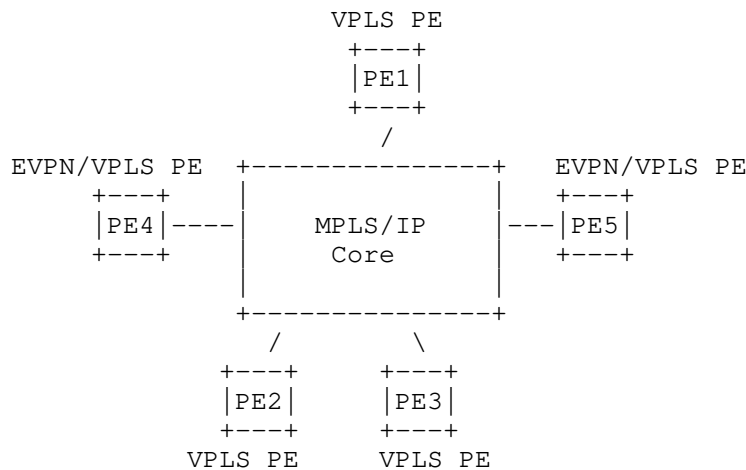 VPLS PE
+---+
|PE1|
+---+
/
EVPN/VPLS PE +---------------+ EVPN/VPLS PE
+---+ | | +---+
|PE4|----| MPLS/IP |---|PE5|
+---+ | Core | +---+
| |
+---------------+
/ \
+---+ +---+
|PE2| |PE3|
+---+ +---+
VPLS PE VPLS PE